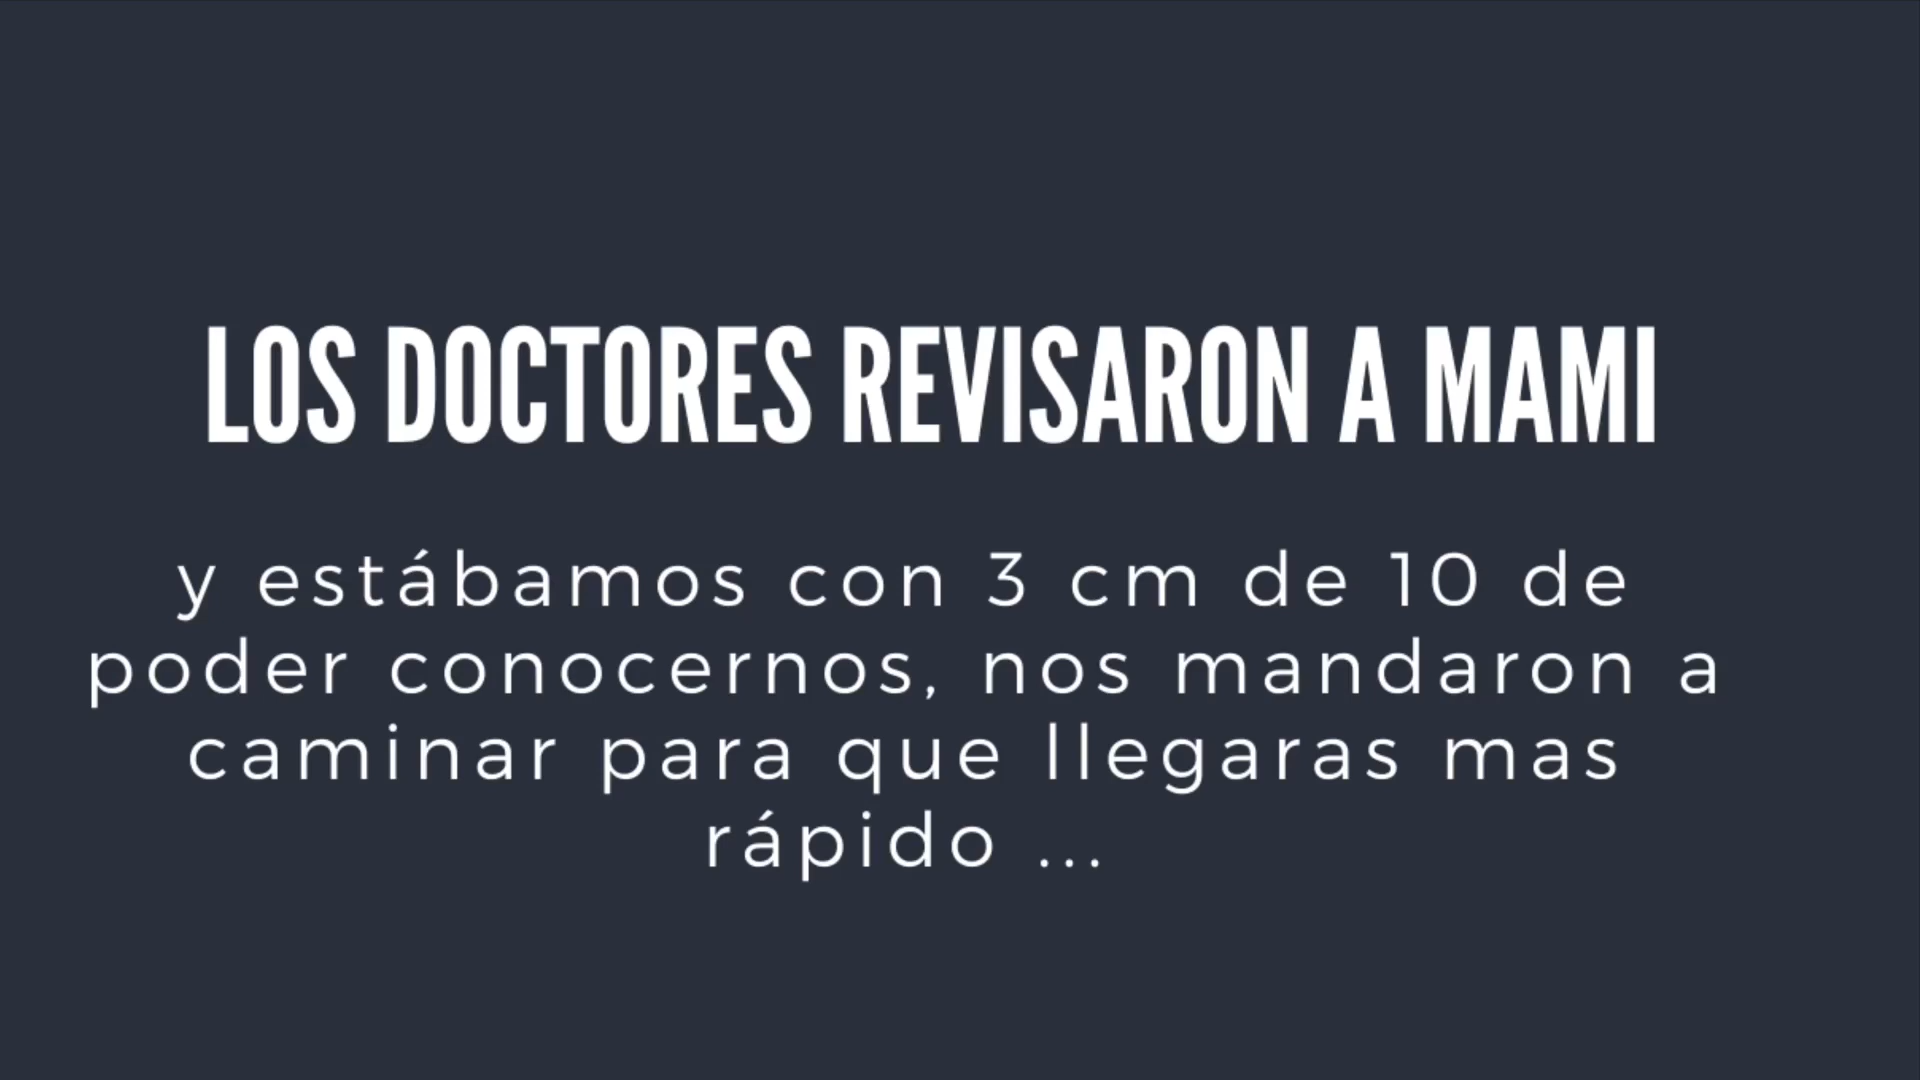 LOS DOCTORES REVISARON A MAMI
y estábamos con 3 cm de 10 de
poder conocernos, nos mandaron a
caminar para que llegaras mas
rápido ...